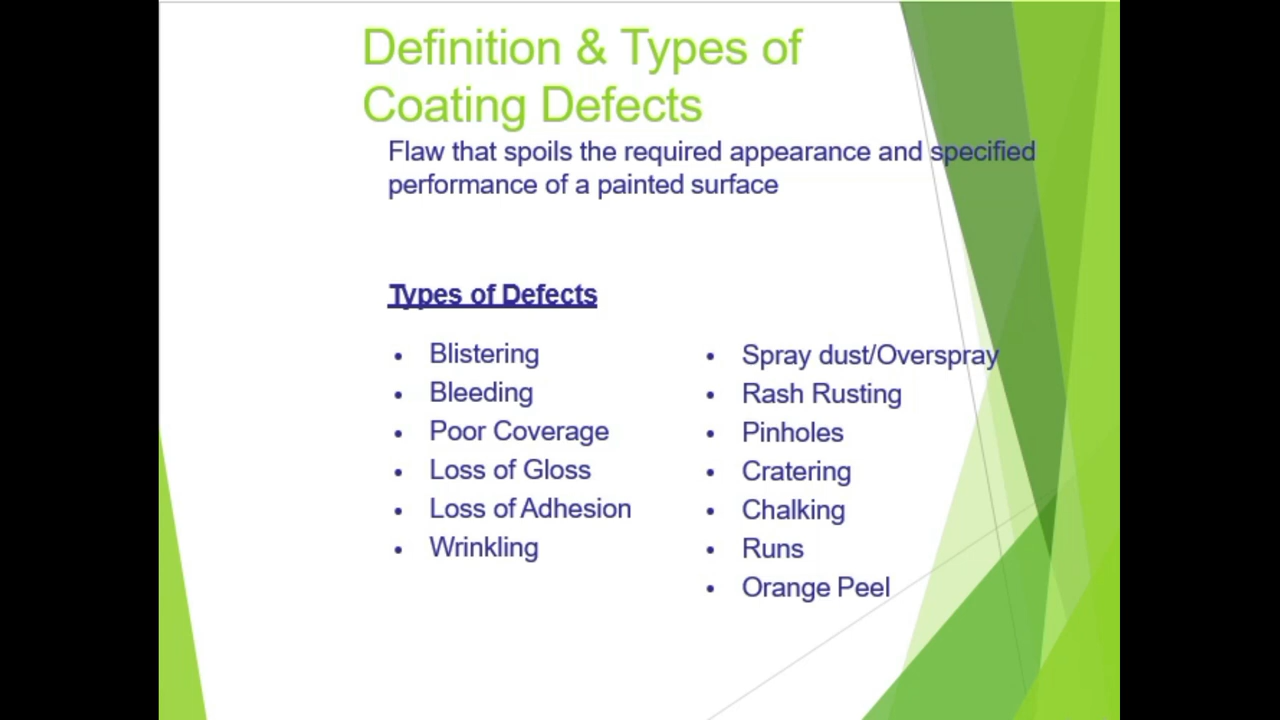 Definition & Types of
Coating Defects
Flaw that spoils the required appearance and specified
performance of a painted surface
Types of Defects
• Blistering
• Bleeding
• Poor Coverage
• Loss of Gloss
• Loss of Adhesion
• Wrinkling
• Spray dust/Overspray
• Rash Rusting
• Pinholes
• Cratering
• Chalking
• Runs
• Orange Peel